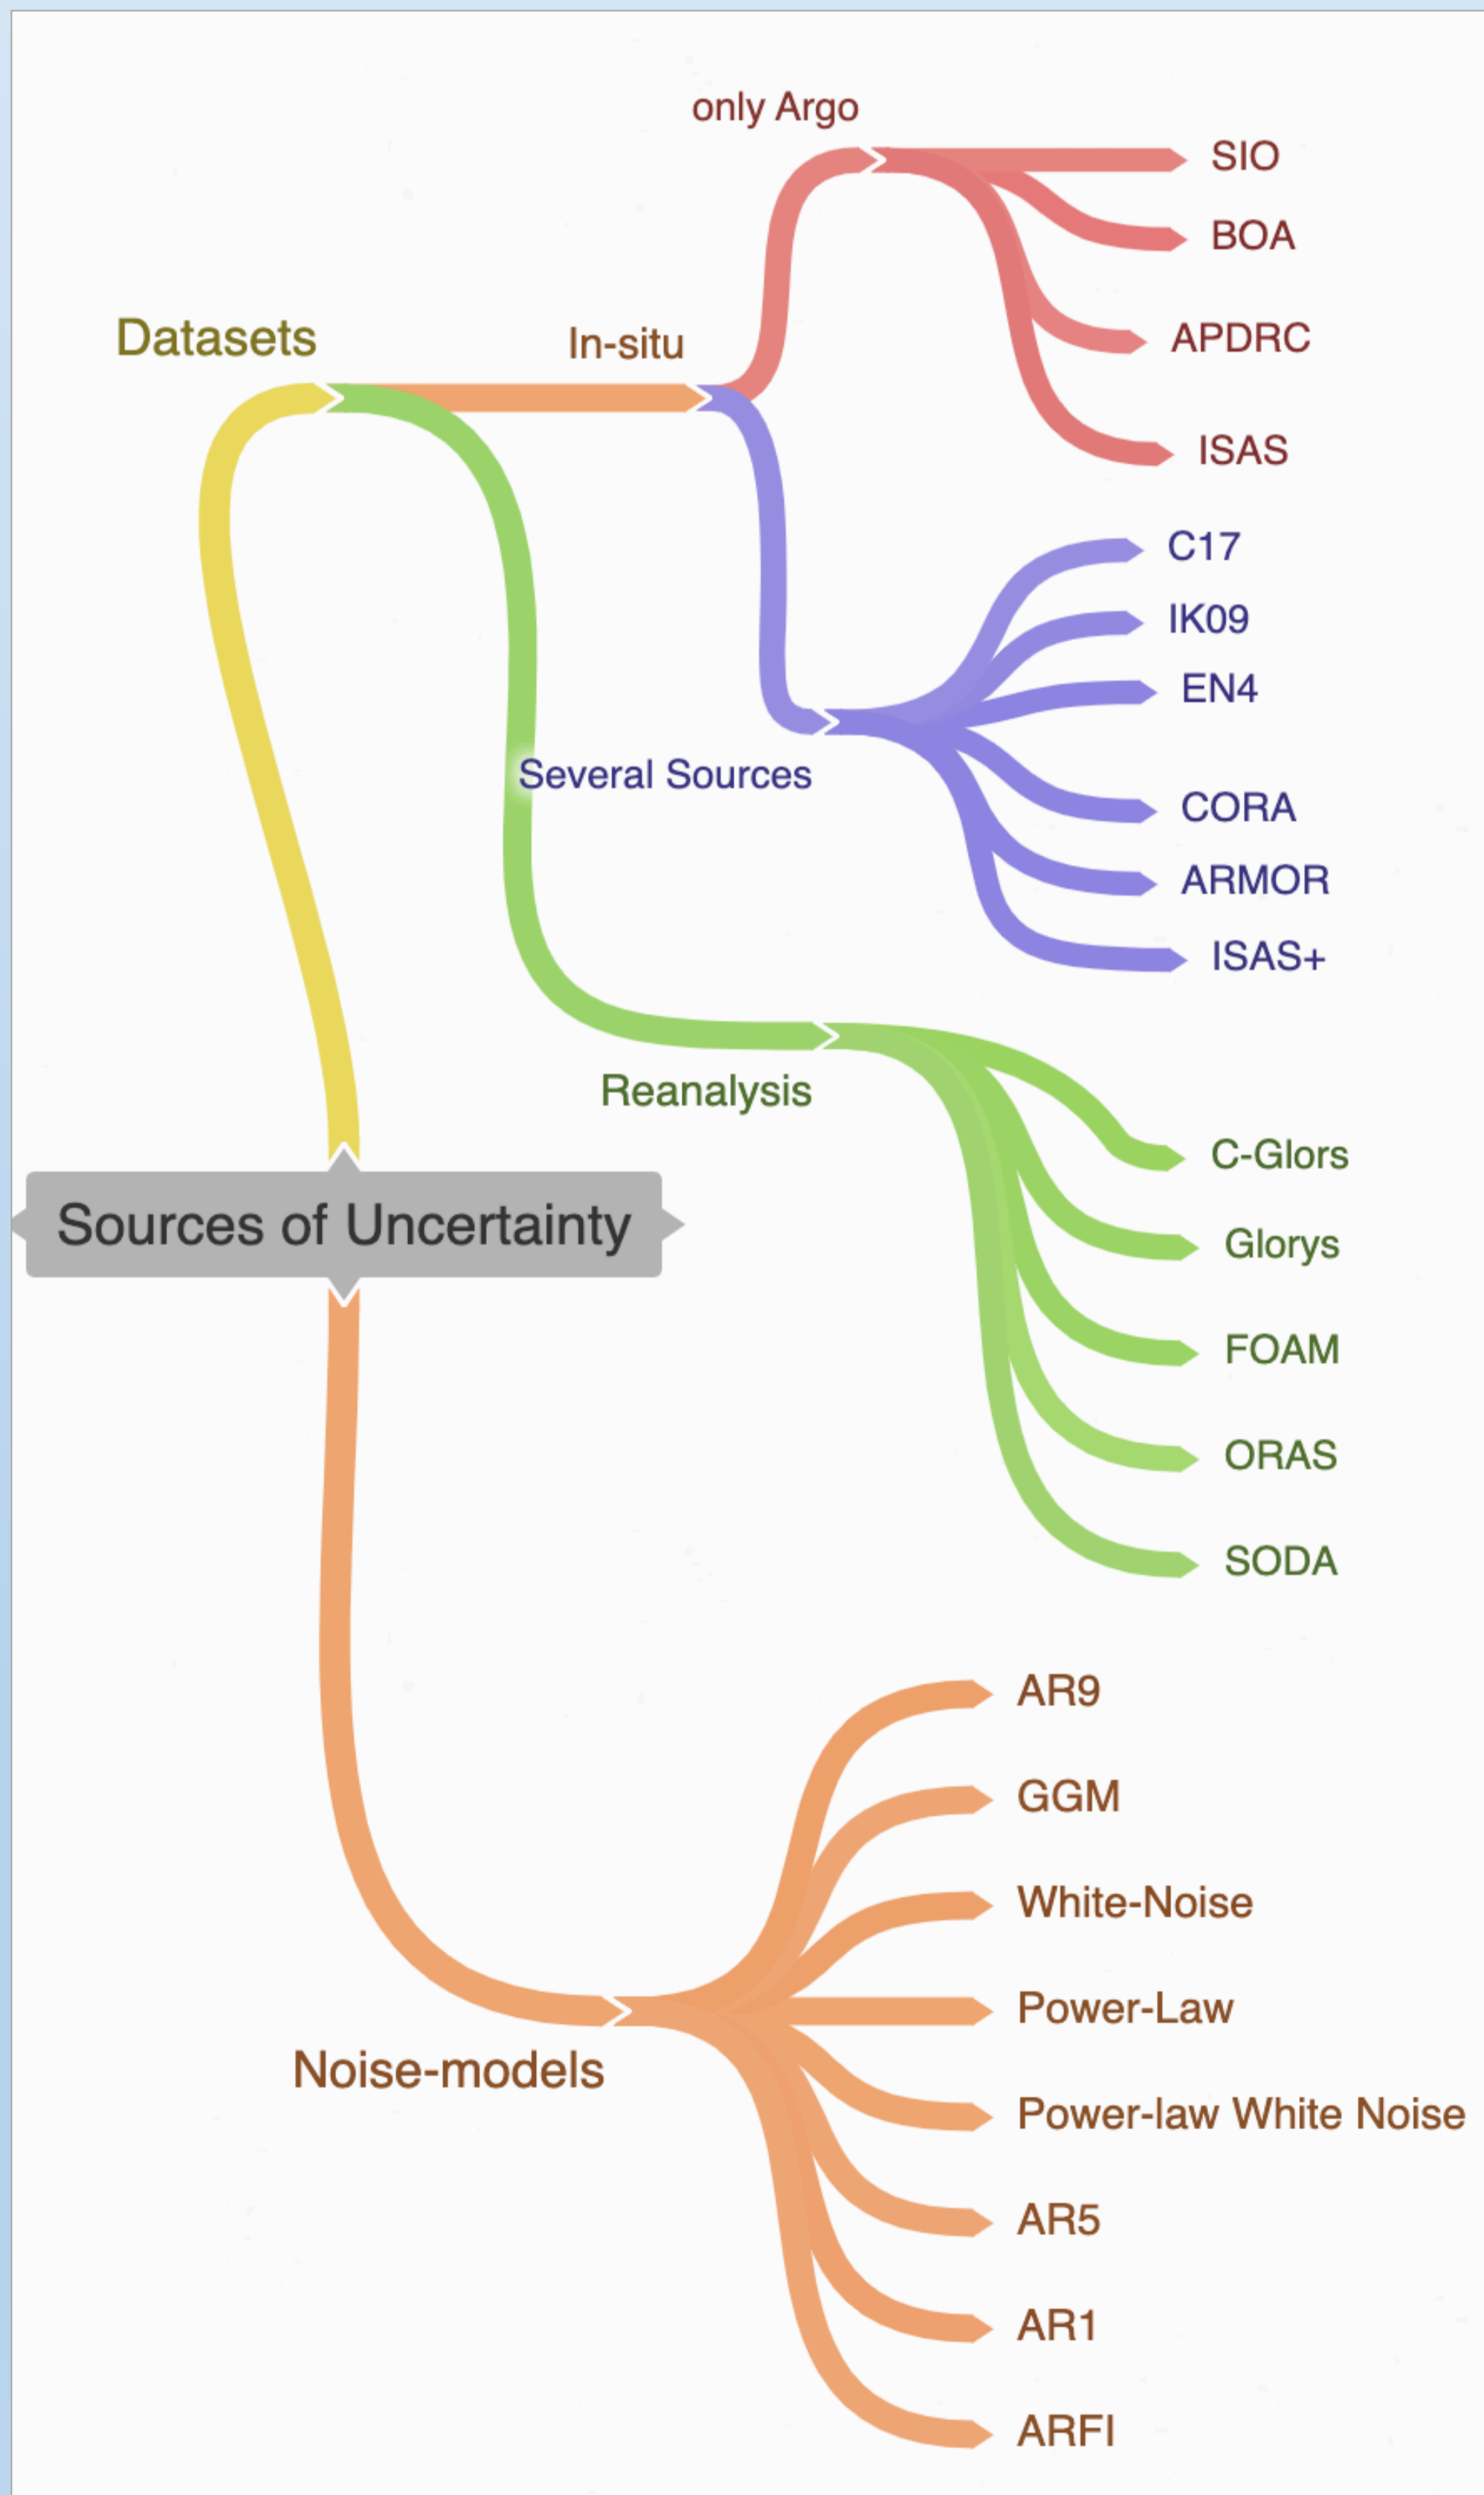 only Argo
SIO
BOA
APDRC
ISAS
Datasets
In-situ
C17
IK09
EN4
Several Sources
CORA
ARMOR
ISAS+
Reanalysis
C-Glors
Glorys
FOAM
ORAS
SODA
Sources of Uncertainty
AR9
GGM
White-Noise
Power-Law
Noise-models
Power-law White Noise
AR5
AR1
ARFI